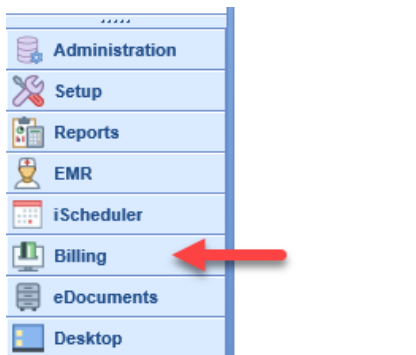 Administration
Setup
Reports
EMR
iScheduler
Billing
eDocuments
Desktop